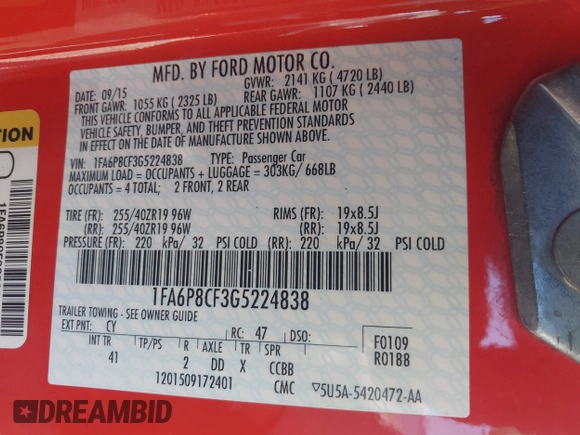 MFD. BY FORD MOTOR CO.
DATE: 09/15 GVWR: 2141 KG ( 4720 LB)
FRONT GAWR: 1055 KG ( 2325 LB) REAR GAWR: 1107 KG ( 2440 LB)
THIS VEHICLE CONFORMS TO ALL APPLICABLE FEDERAL MOTOR
VEHICLE SAFETY, BUMPER, AND THEFT PREVENTION STANDARDS
IN EFFECT ON THE DATE OF MANUFACTURE SHOWN ABOVE.
VIN: 1FA6P8CF3G5224838 TYPE: Passenger Car
MAXIMUM LOAD = OCCUPANTS + LUGGAGE = 303KG/ 668LB
OCCUPANTS = 4 TOTAL; 2 FRONT, 2 REAR
TIRE (FR): 255/40ZR19 96W RIMS (FR): 19x8.5J
(RR): 255/40ZR19 96W (RR): 19x8.5J
PRESSURE (FR): 220 kPa/ 32 PSI COLD (RR): 220 kPa/ 32 PSI COLD
1FA6P8CF3G5224838
TRAILER TOWING – SEE OWNER GUIDE
EXT PNT: CY RC: 47 DSO: F0109
INT TR TP/PS R AXLE TR SPR R0188
41 2 DD X CCBB
1201509172401 CMC ▽5U5A-5420472-AA
DREAMBID